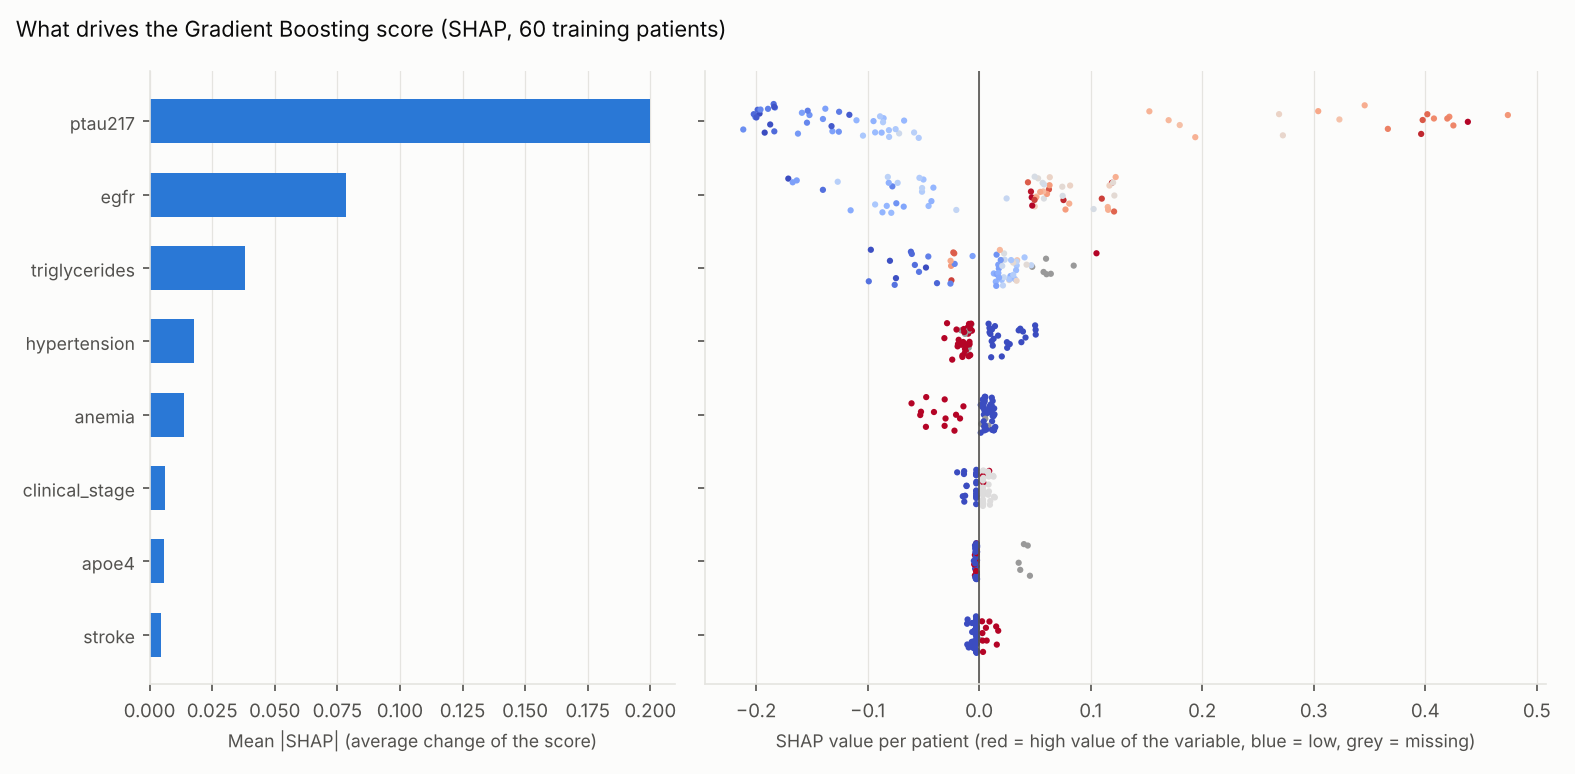 What drives the Gradient Boosting score (SHAP, 60 training patients)
ptau217
egfr
triglycerides
hypertension
anemia
clinical_stage
apoe4
stroke
0.000 0.025 0.050 0.075 0.100 0.125 0.150 0.175 0.200
Mean |SHAP| (average change of the score)
−0.2 −0.1 0.0 0.1 0.2 0.3 0.4 0.5
SHAP value per patient (red = high value of the variable, blue = low, grey = missing)